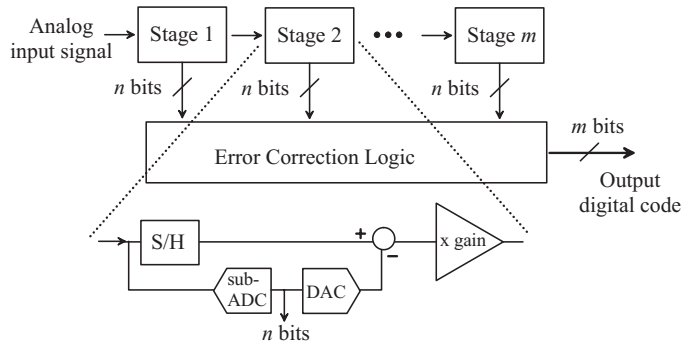 Analog
input signal
Stage 1
Stage 2
•••
Stage m
n bits
n bits
n bits
Error Correction Logic
m bits
Output
digital code
S/H
+
−
x gain
sub-
ADC
DAC
n bits